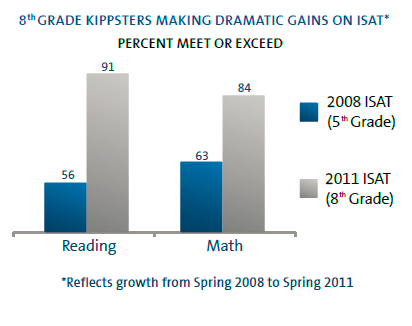 8th GRADE KIPPSTERS MAKING DRAMATIC GAINS ON ISAT*
PERCENT MEET OR EXCEED
91
84
56
63
2008 ISAT
(5th Grade)
2011 ISAT
(8th Grade)
Reading
Math
*Reflects growth from Spring 2008 to Spring 2011